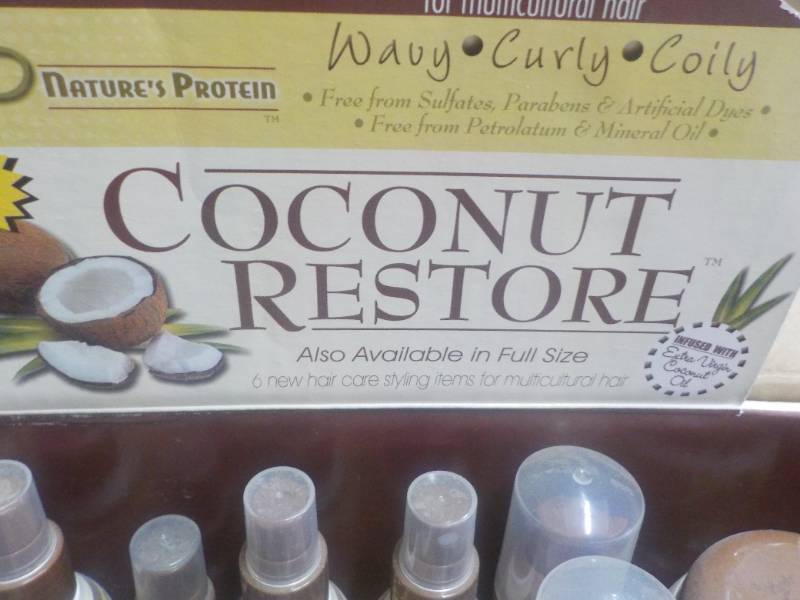 for multicultural hair
Wavy • Curly • Coily
NATURE'S PROTEIN
TM
• Free from Sulfates, Parabens & Artificial Dyes •
• Free from Petrolatum & Mineral Oil •
COCONUT
RESTORE
TM
Also Available in Full Size
6 new hair care styling items for multicultural hair
INFUSED WITH
Extra Virgin
Coconut
Oil